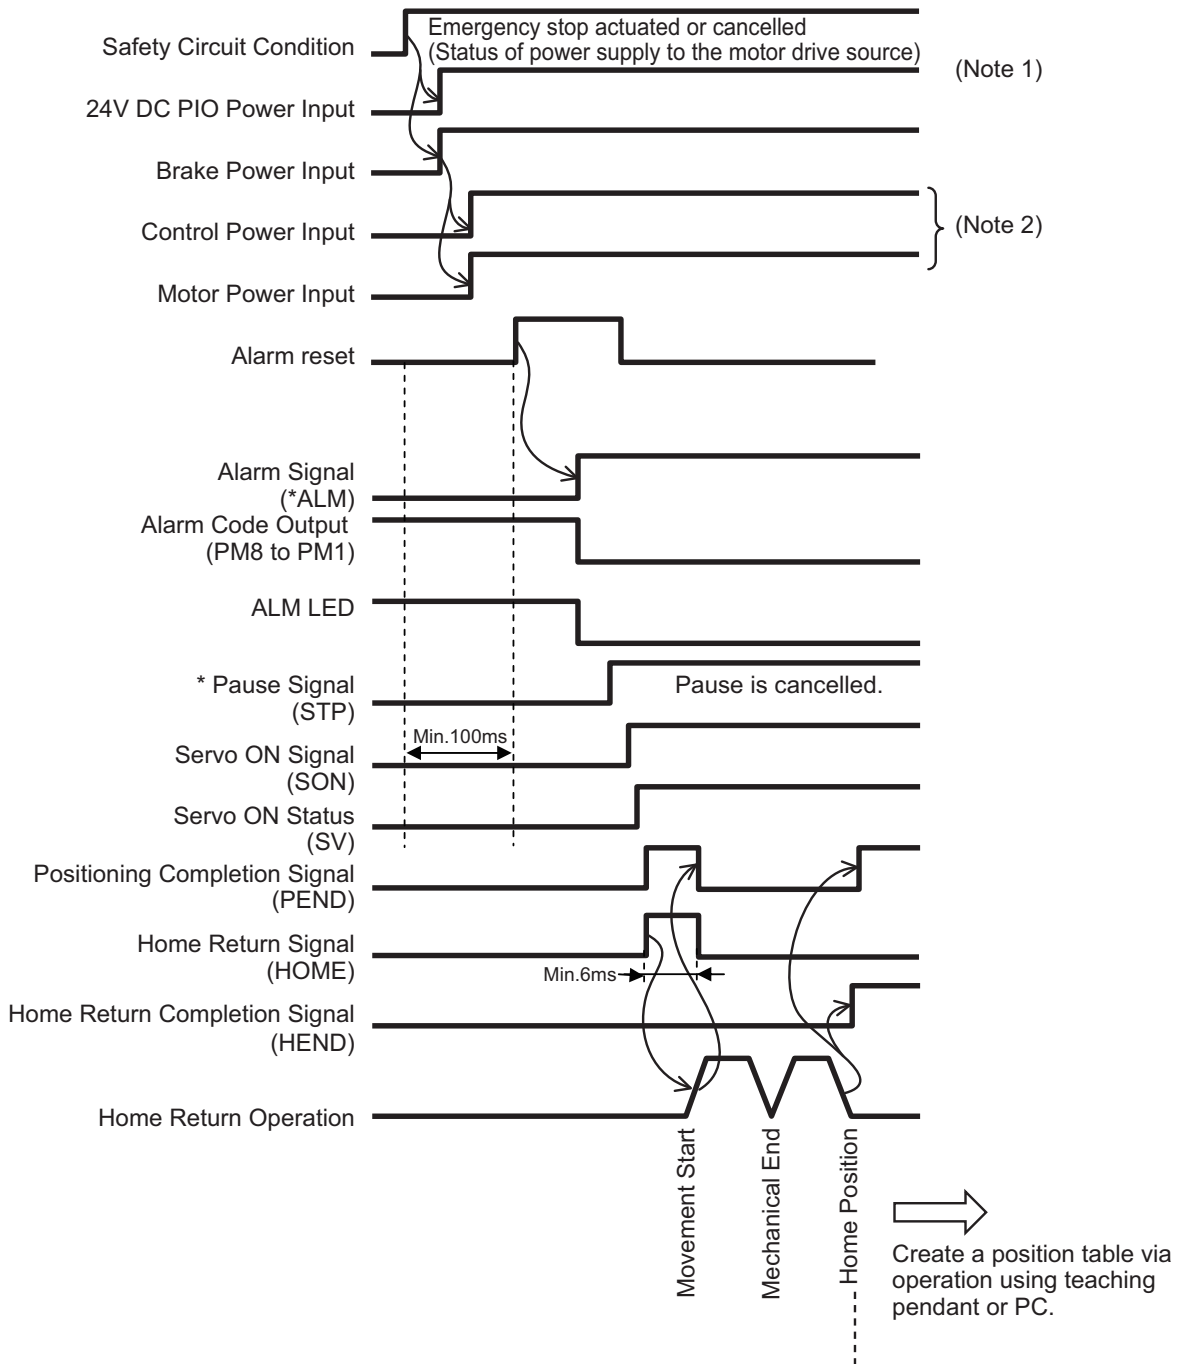 Safety Circuit Condition
Emergency stop actuated or cancelled
(Status of power supply to the motor drive source)
(Note 1)
24V DC PIO Power Input
Brake Power Input
Control Power Input
(Note 2)
Motor Power Input
Alarm reset
Alarm Signal
(*ALM)
Alarm Code Output
(PM8 to PM1)
ALM LED
* Pause Signal
(STP)
Pause is cancelled.
Min.100ms
Servo ON Signal
(SON)
Servo ON Status
(SV)
Positioning Completion Signal
(PEND)
Home Return Signal
(HOME)
Min.6ms
Home Return Completion Signal
(HEND)
Home Return Operation
Movement Start
Mechanical End
Home Position
Create a position table via
operation using teaching
pendant or PC.